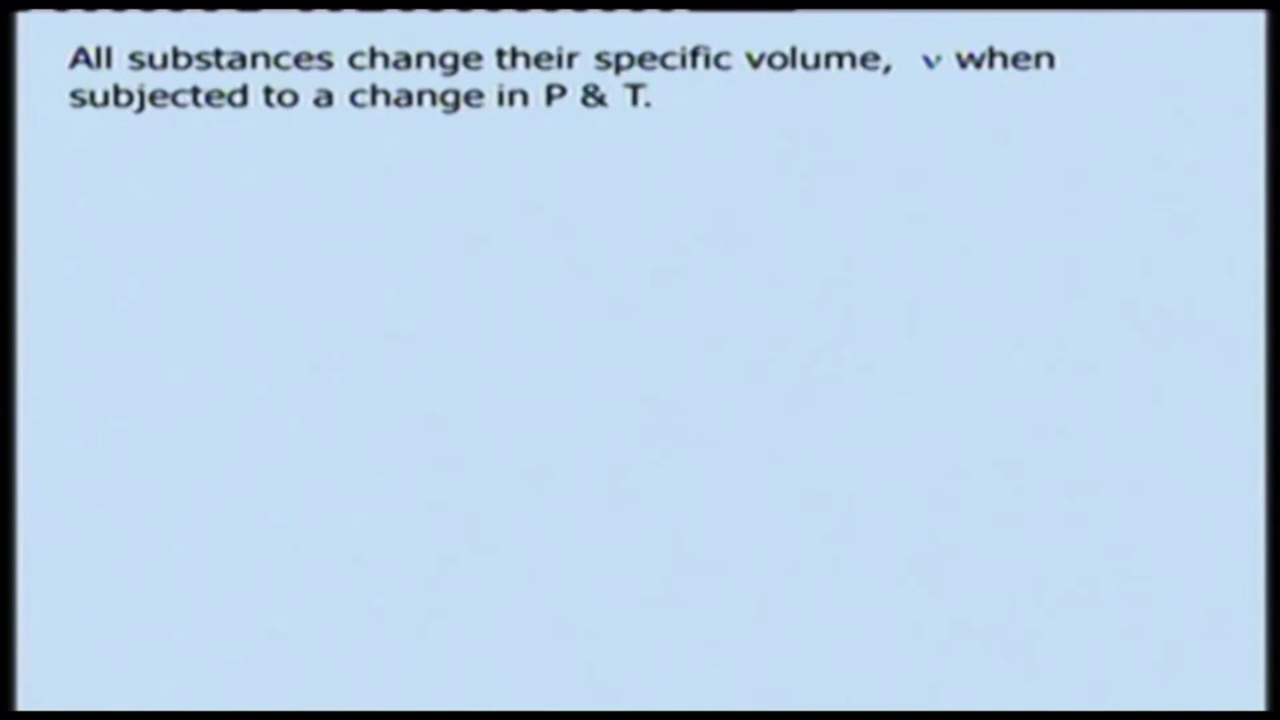 All substances change their specific volume, v when
subjected to a change in P & T.